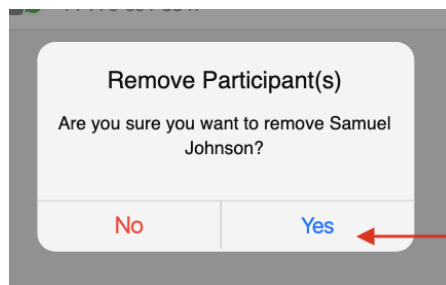 Remove Participant(s)
Are you sure you want to remove Samuel
Johnson?
No
Yes